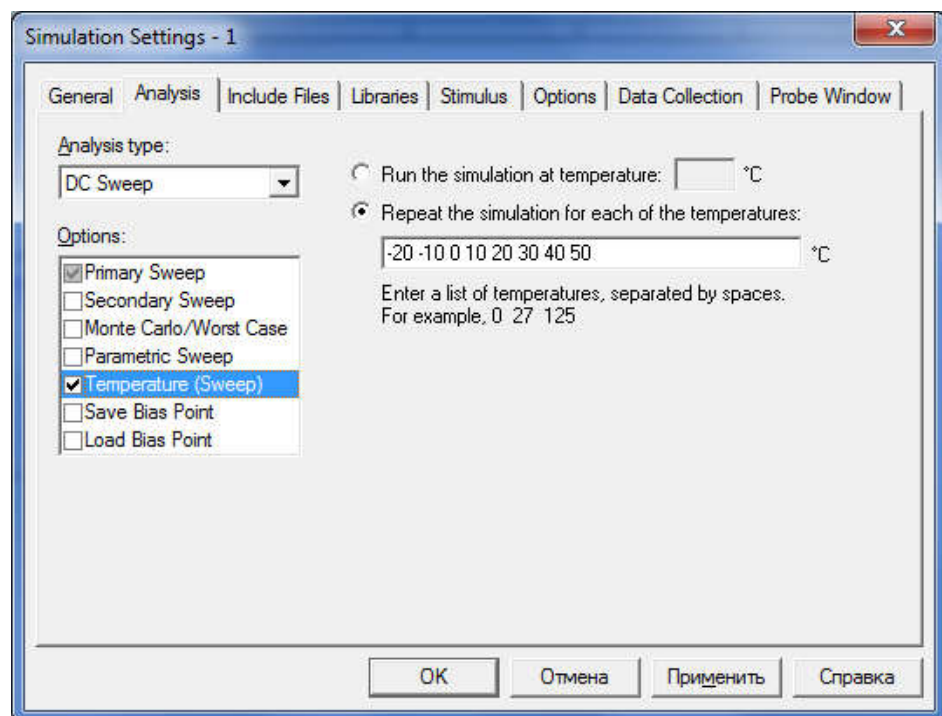 Simulation Settings - 1
General Analysis Include Files Libraries Stimulus Options Data Collection Probe Window
Analysis type:
DC Sweep
Options:
Primary Sweep
Secondary Sweep
Monte Carlo/Worst Case
Parametric Sweep
Temperature (Sweep)
Save Bias Point
Load Bias Point
Run the simulation at temperature: °C
Repeat the simulation for each of the temperatures:
-20 -10 0 10 20 30 40 50 °C
Enter a list of temperatures, separated by spaces.
For example, 0 27 125
OK Отмена Применить Справка